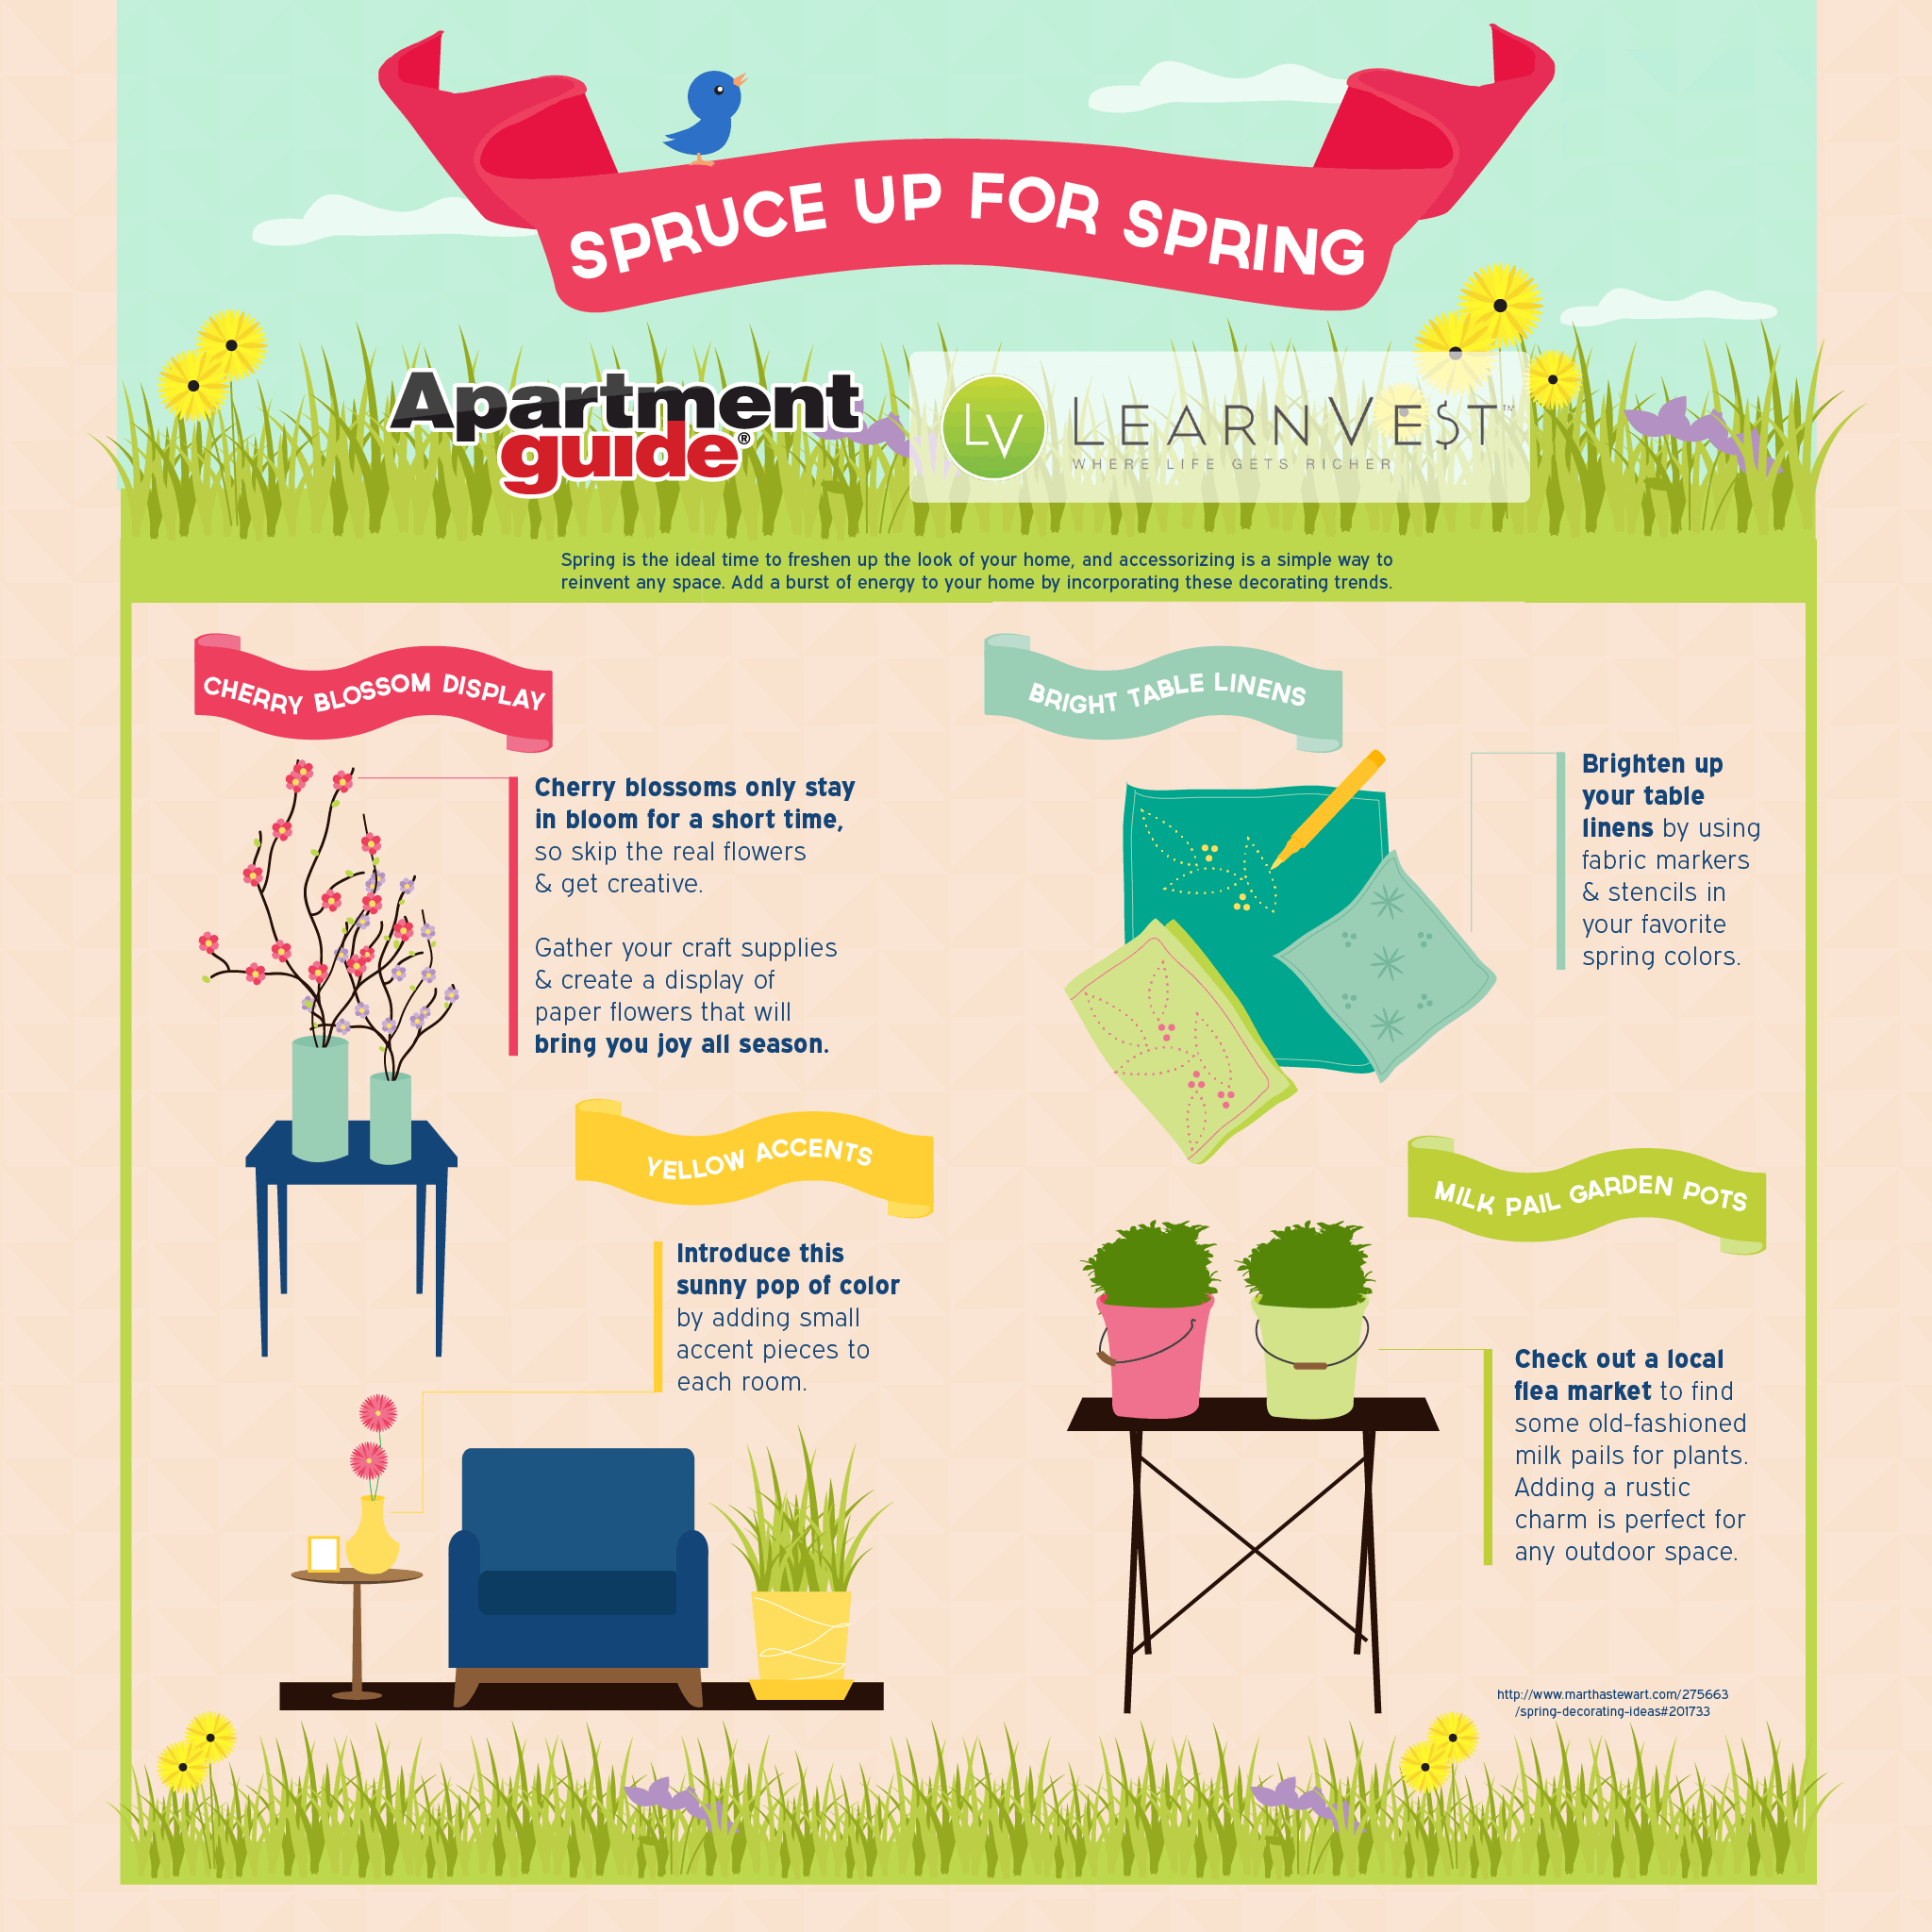 SPRUCE UP FOR SPRING
Apartment
guide®
LV
LEARNVE$T™
WHERE LIFE GETS RICHER
Spring is the ideal time to freshen up the look of your home, and accessorizing is a simple way to
reinvent any space. Add a burst of energy to your home by incorporating these decorating trends.
CHERRY BLOSSOM DISPLAY
Cherry blossoms only stay
in bloom for a short time,
so skip the real flowers
& get creative.
Gather your craft supplies
& create a display of
paper flowers that will
bring you joy all season.
BRIGHT TABLE LINENS
Brighten up
your table
linens by using
fabric markers
& stencils in
your favorite
spring colors.
YELLOW ACCENTS
Introduce this
sunny pop of color
by adding small
accent pieces to
each room.
MILK PAIL GARDEN POTS
Check out a local
flea market to find
some old-fashioned
milk pails for plants.
Adding a rustic
charm is perfect for
any outdoor space.
http://www.marthastewart.com/275663
/spring-decorating-ideas#201733